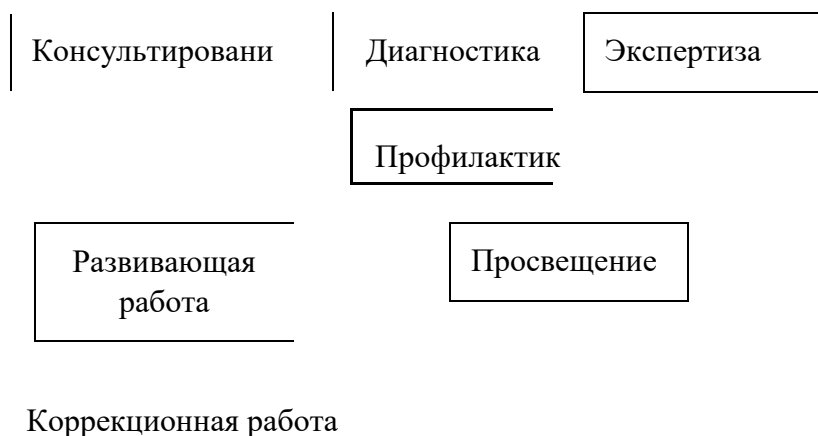 Консультировани
Диагностика
Экспертиза
Профилактик
Развивающая
работа
Просвещение
Коррекционная работа